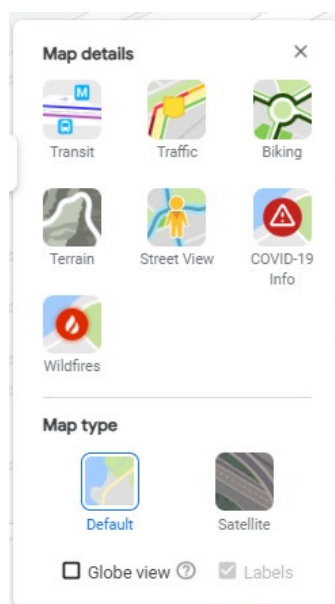 Map details
M
Transit
Traffic
Biking
Terrain
Street View
COVID-19
Info
Wildfires
Map type
Default
Satellite
Globe view ?
Labels